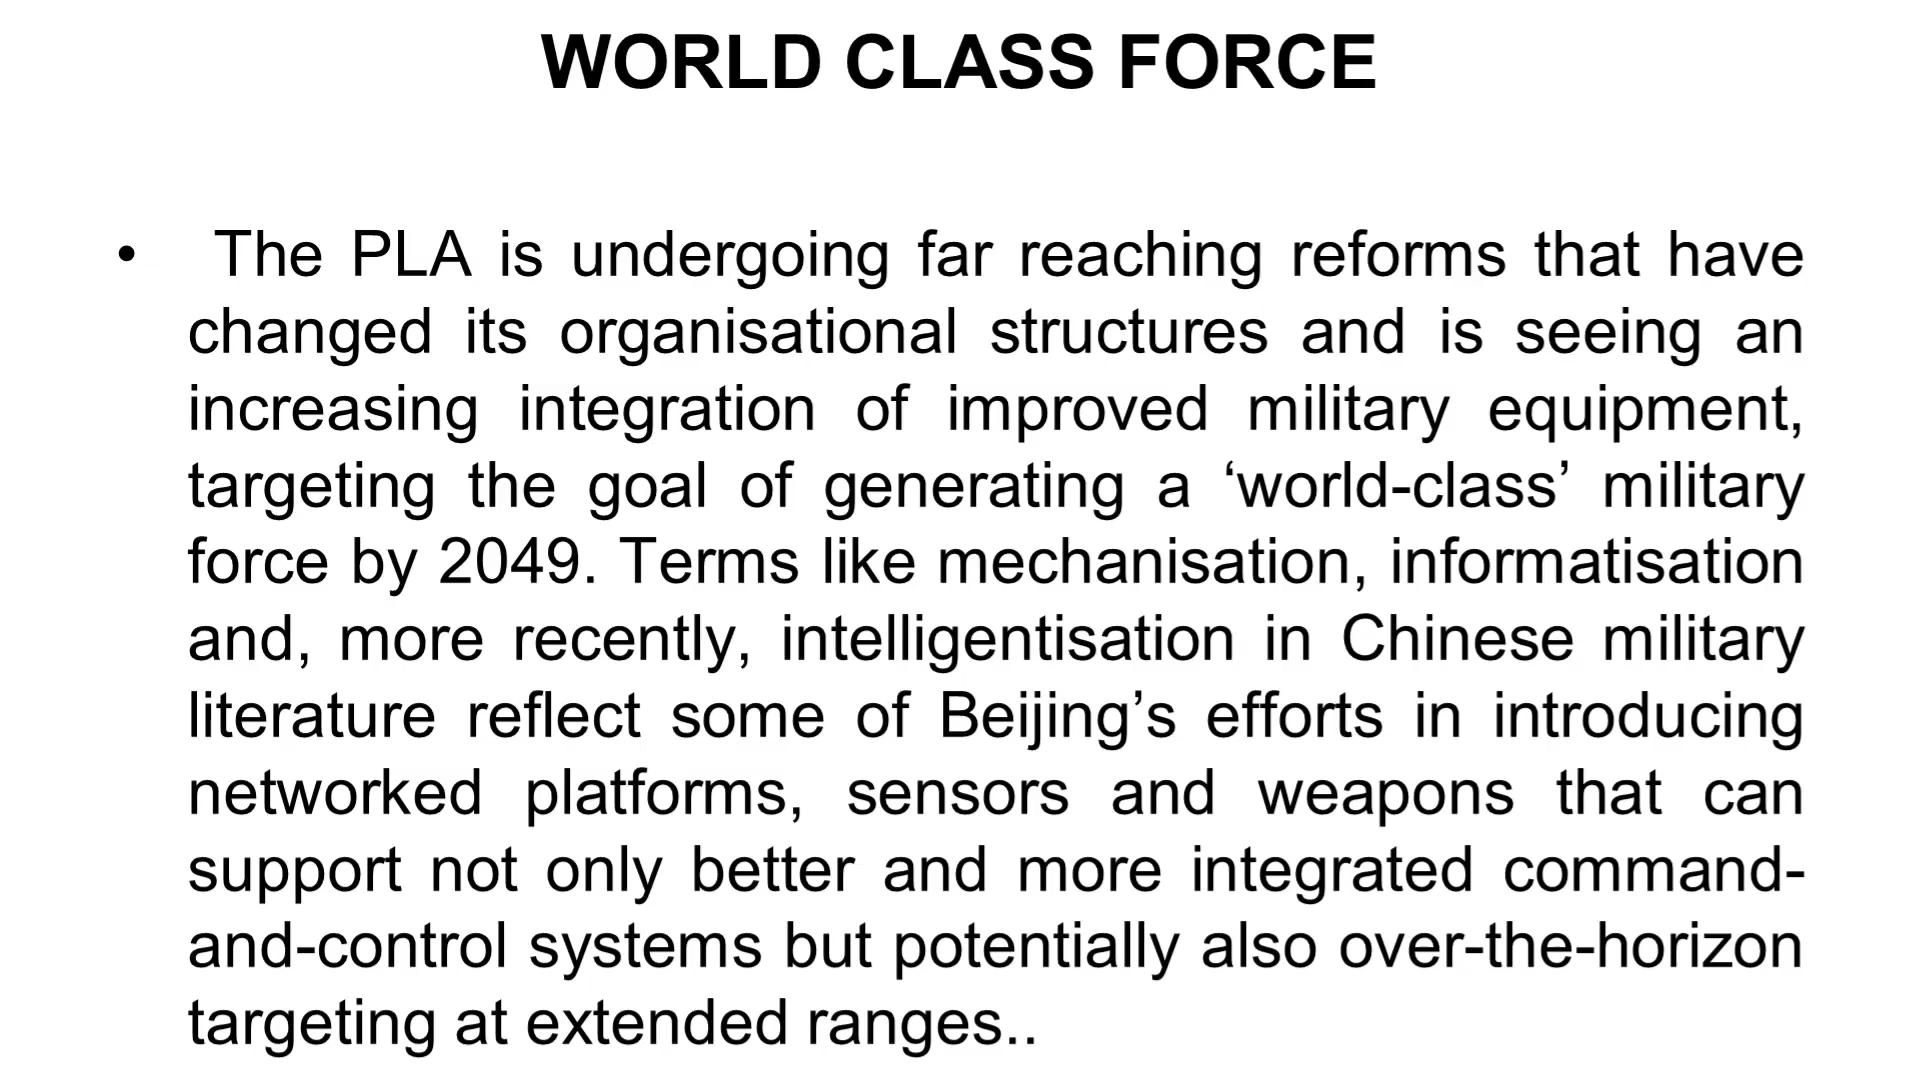 WORLD CLASS FORCE
• The PLA is undergoing far reaching reforms that have
changed its organisational structures and is seeing an
increasing integration of improved military equipment,
targeting the goal of generating a ‘world-class’ military
force by 2049. Terms like mechanisation, informatisation
and, more recently, intelligentisation in Chinese military
literature reflect some of Beijing’s efforts in introducing
networked platforms, sensors and weapons that can
support not only better and more integrated command-
and-control systems but potentially also over-the-horizon
targeting at extended ranges..